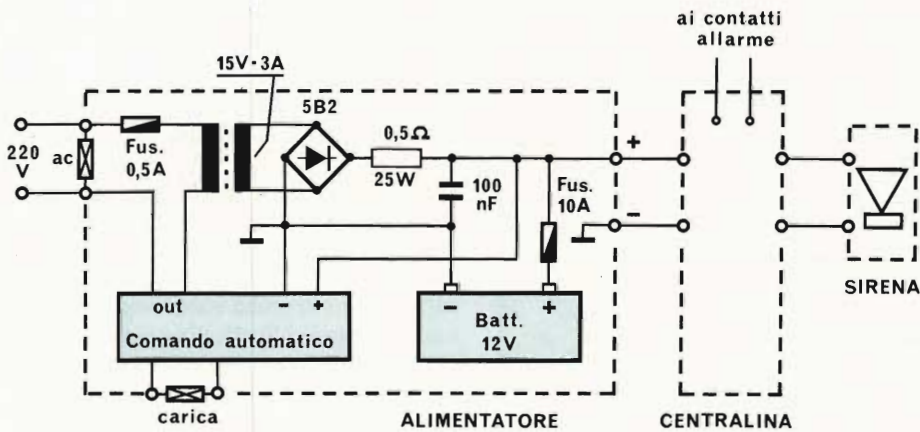 ai contatti
allarme
15V-3A
5B2
0,5Ω
25W
220
V
ac
Fus.
0,5A
100
nF
Fus.
10A
+
−
out
−
+
Comando automatico
−
+
Batt.
12V
carica
ALIMENTATORE
CENTRALINA
SIRENA